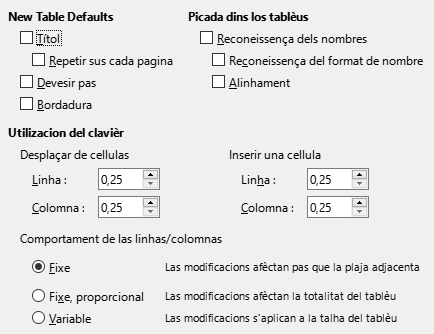 New Table Defaults
Títol
Repetir sus cada pagina
Devesir pas
Bordadura
Picada dins los tablèus
Reconeissença dels nombres
Reconeissença del format de nombre
Alinhament
Utilizacion del clavièr
Desplaçar de cellulas
Linha : 0,25
Colomna : 0,25
Inserir una cellula
Linha : 0,25
Colomna : 0,25
Comportament de las linhas/colomnas
Fixe Las modificacions afèctan pas que la plaja adjacenta
Fixe, proporcional Las modificacions afèctan la totalitat del tablèu
Variable Las modificacions s'aplican a la talha del tablèu